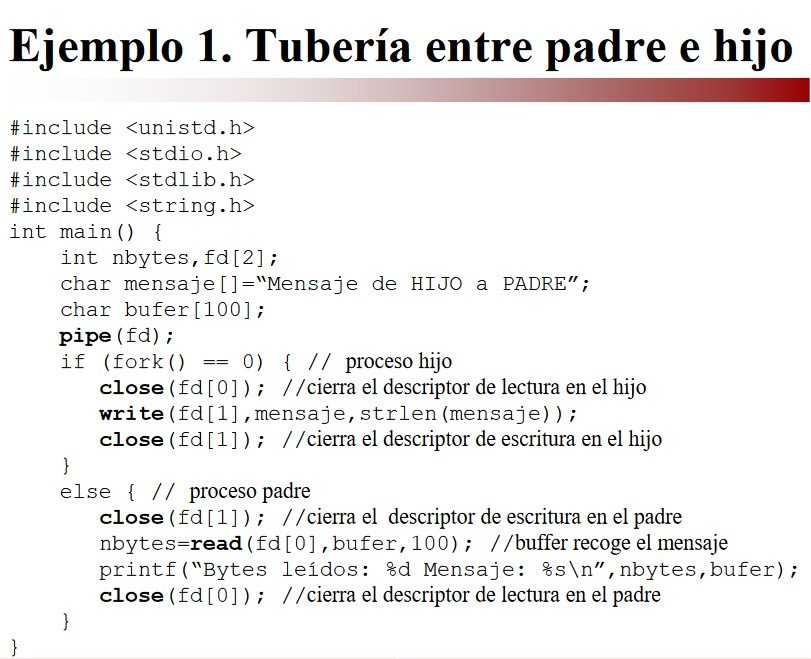 Ejemplo 1. Tubería entre padre e hijo
#include <unistd.h>
#include <stdio.h>
#include <stdlib.h>
#include <string.h>
int main() {
    int nbytes,fd[2];
    char mensaje[]=“Mensaje de HIJO a PADRE”;
    char bufer[100];
    pipe(fd);
    if (fork() == 0) { // proceso hijo
       close(fd[0]); //cierra el descriptor de lectura en el hijo
       write(fd[1],mensaje,strlen(mensaje));
       close(fd[1]); //cierra el descriptor de escritura en el hijo
    }
    else { // proceso padre
       close(fd[1]); //cierra el descriptor de escritura en el padre
       nbytes=read(fd[0],bufer,100); //buffer recoge el mensaje
       printf(“Bytes leídos: %d Mensaje: %s\n”,nbytes,bufer);
       close(fd[0]); //cierra el descriptor de lectura en el padre
    }
}